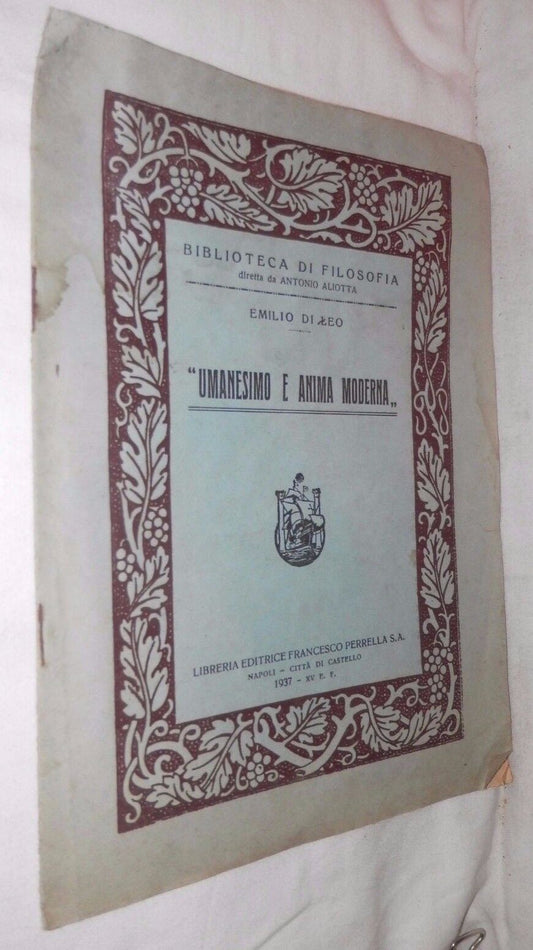 BIBLIOTECA DI FILOSOFIA
diretta da ANTONIO ALIOTTA
EMILIO DI LEO
"UMANESIMO E ANIMA MODERNA„
LIBRERIA EDITRICE FRANCESCO PERRELLA S.A.
NAPOLI - CITTÀ DI CASTELLO
1937 - XV E. F.